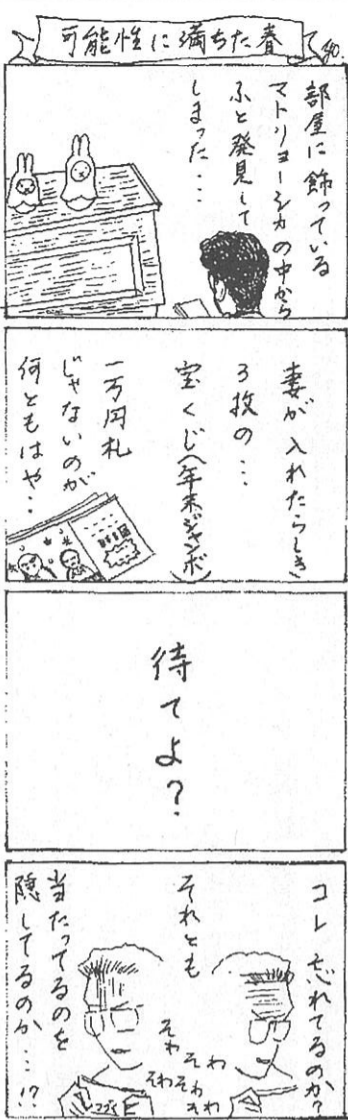 可能性に満ちた春
40.
部屋に飾っている
マトリョーシカの中から
ふと発見して
しまった...
妻が入れたらしき
3枚の...
宝くじ(年末ジャンボ)
一万円札
じゃないのが
何ともはや..
待てよ?
コレ忘れてるのか?
それとも
そわ
そわ
そわそわ
そわ
当たってるのを
隠してるのか...!?